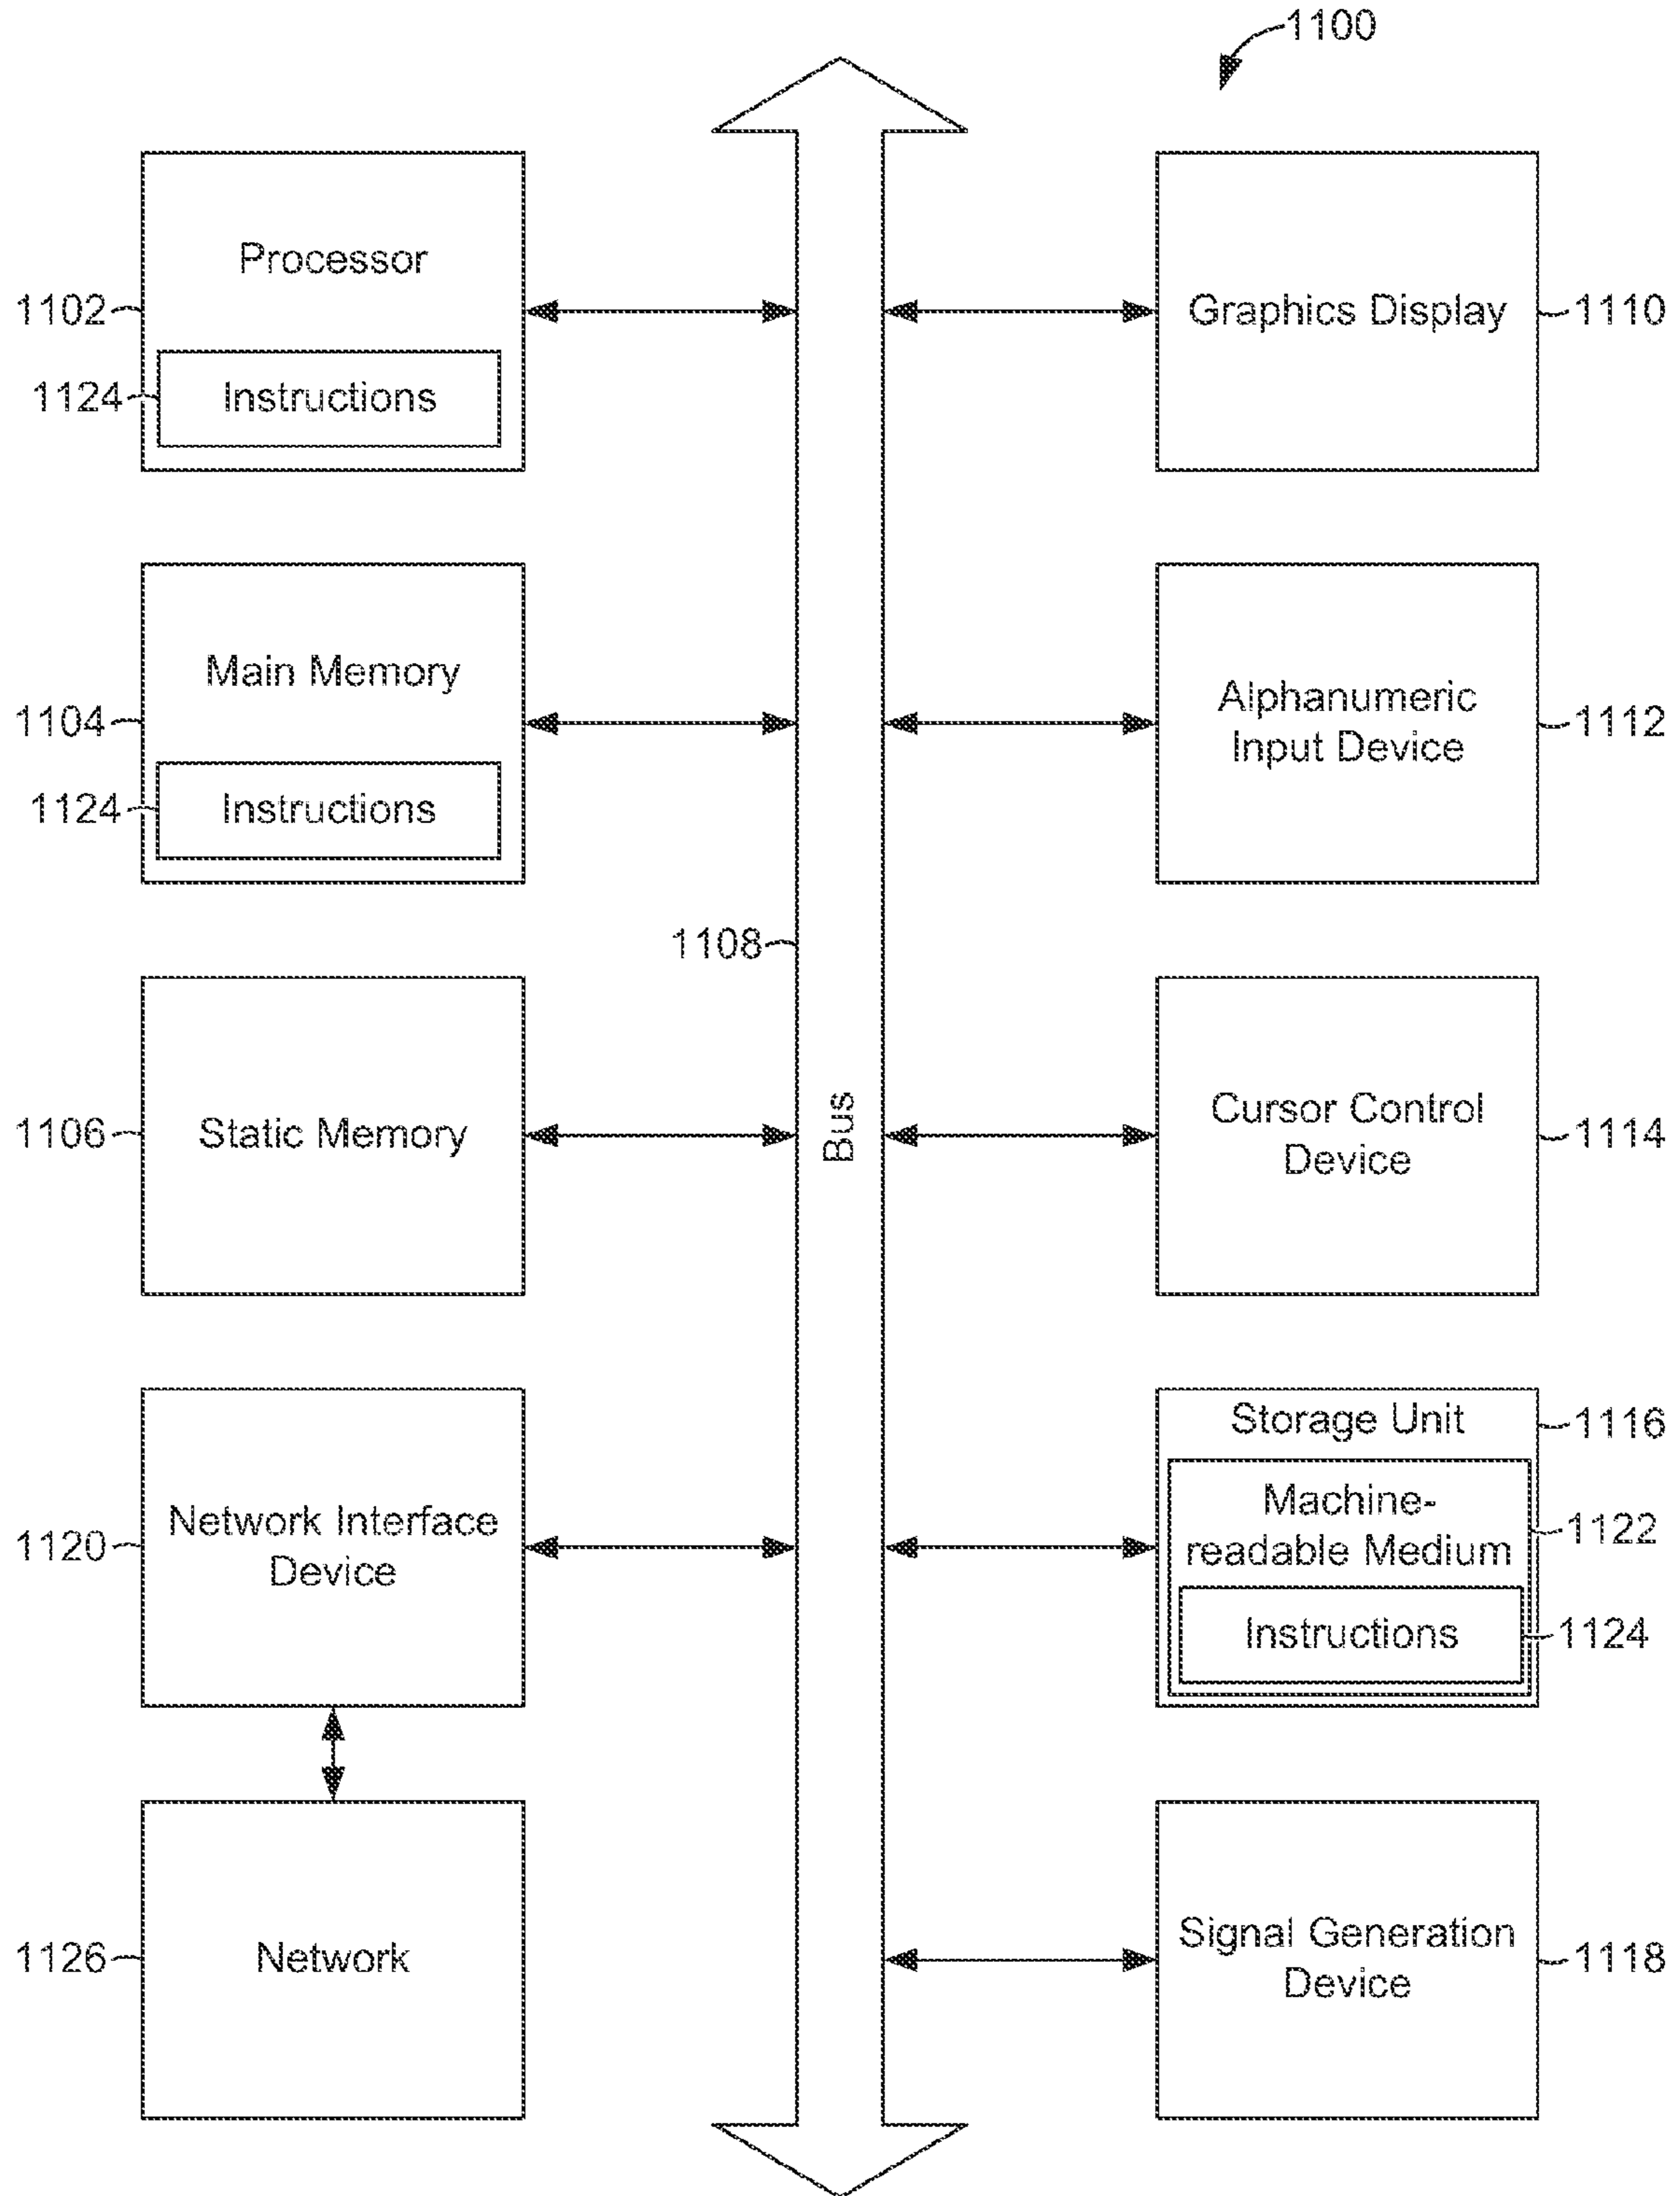 1100
Processor
1102
1124
Instructions
Graphics Display
1110
Main Memory
1104
1124
Instructions
Alphanumeric
Input Device
1112
1108
Bus
1106
Static Memory
Cursor Control
Device
1114
1120
Network Interface
Device
Storage Unit
1116
Machine-
readable Medium
1122
Instructions
1124
1126
Network
Signal Generation
Device
1118